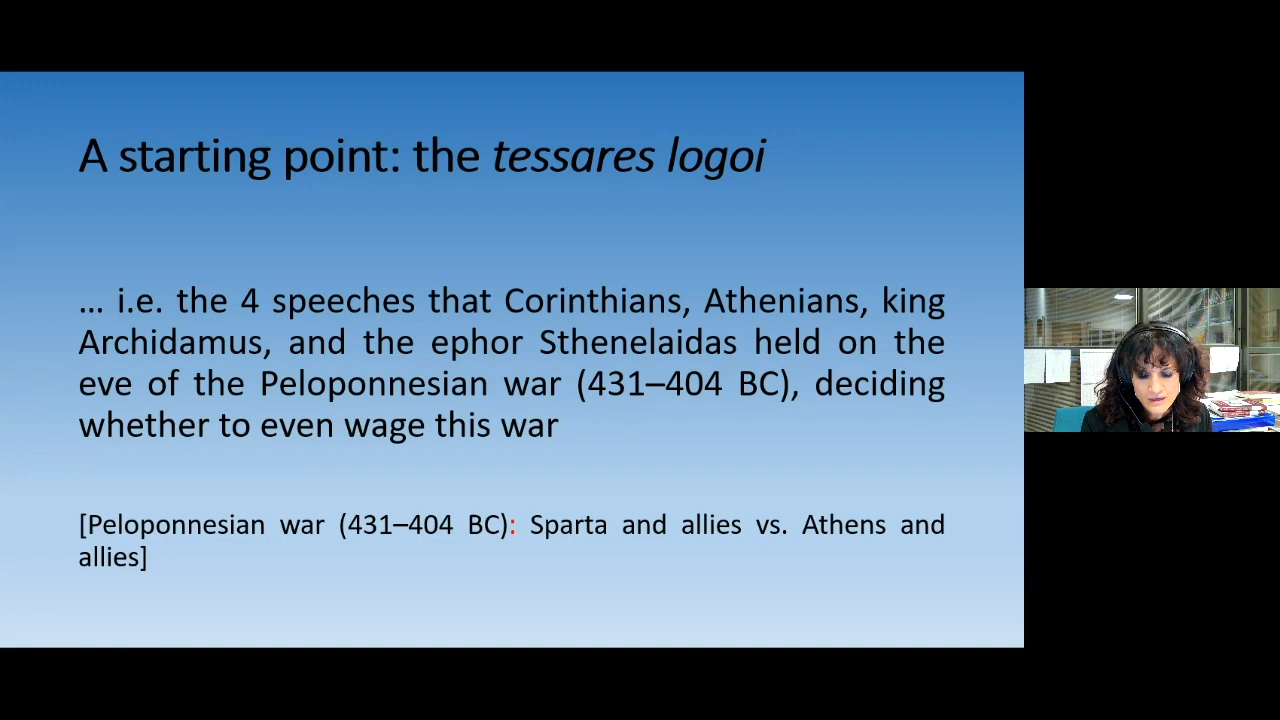 A starting point: the tessares logoi
… i.e. the 4 speeches that Corinthians, Athenians, king
Archidamus, and the ephor Sthenelaidas held on the
eve of the Peloponnesian war (431–404 BC), deciding
whether to even wage this war
[Peloponnesian war (431–404 BC): Sparta and allies vs. Athens and
allies]